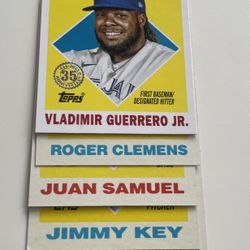 35
Topps
FIRST BASEMAN/
DESIGNATED HITTER
VLADIMIR GUERRERO JR.
ROGER CLEMENS
JUAN SAMUEL
PITCHER
JIMMY KEY